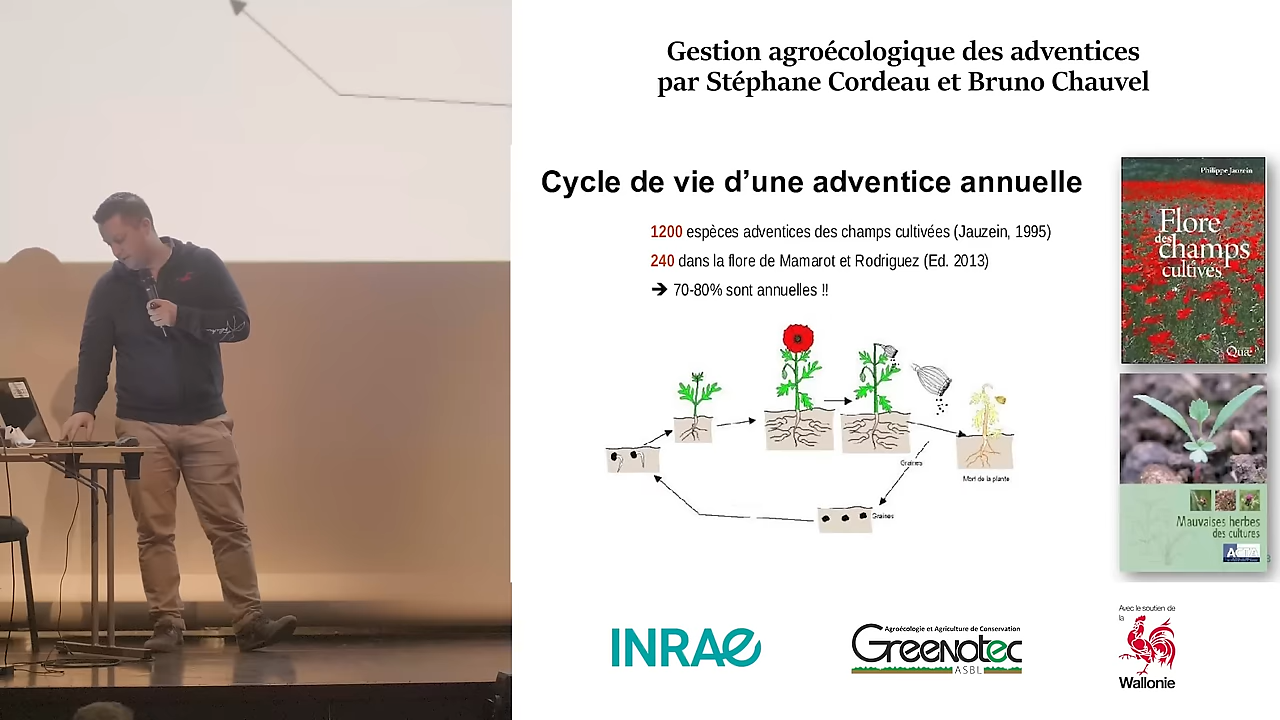 Gestion agroécologique des adventices
par Stéphane Cordeau et Bruno Chauvel
Cycle de vie d’une adventice annuelle
1200 espèces adventices des champs cultivées (Jauzein, 1995)
240 dans la flore de Mamarot et Rodriguez (Ed. 2013)
➔ 70-80% sont annuelles !!
Graines
Mort de la plante
Graines
Philippe Jauzein
Flore
des
champs
cultivés
Quæ
Mauvaises herbes
des cultures
ACTA
3
INRAE
Agroécologie et Agriculture de Conservation
Greenotec
ASBL
Avec le soutien de
la
Wallonie